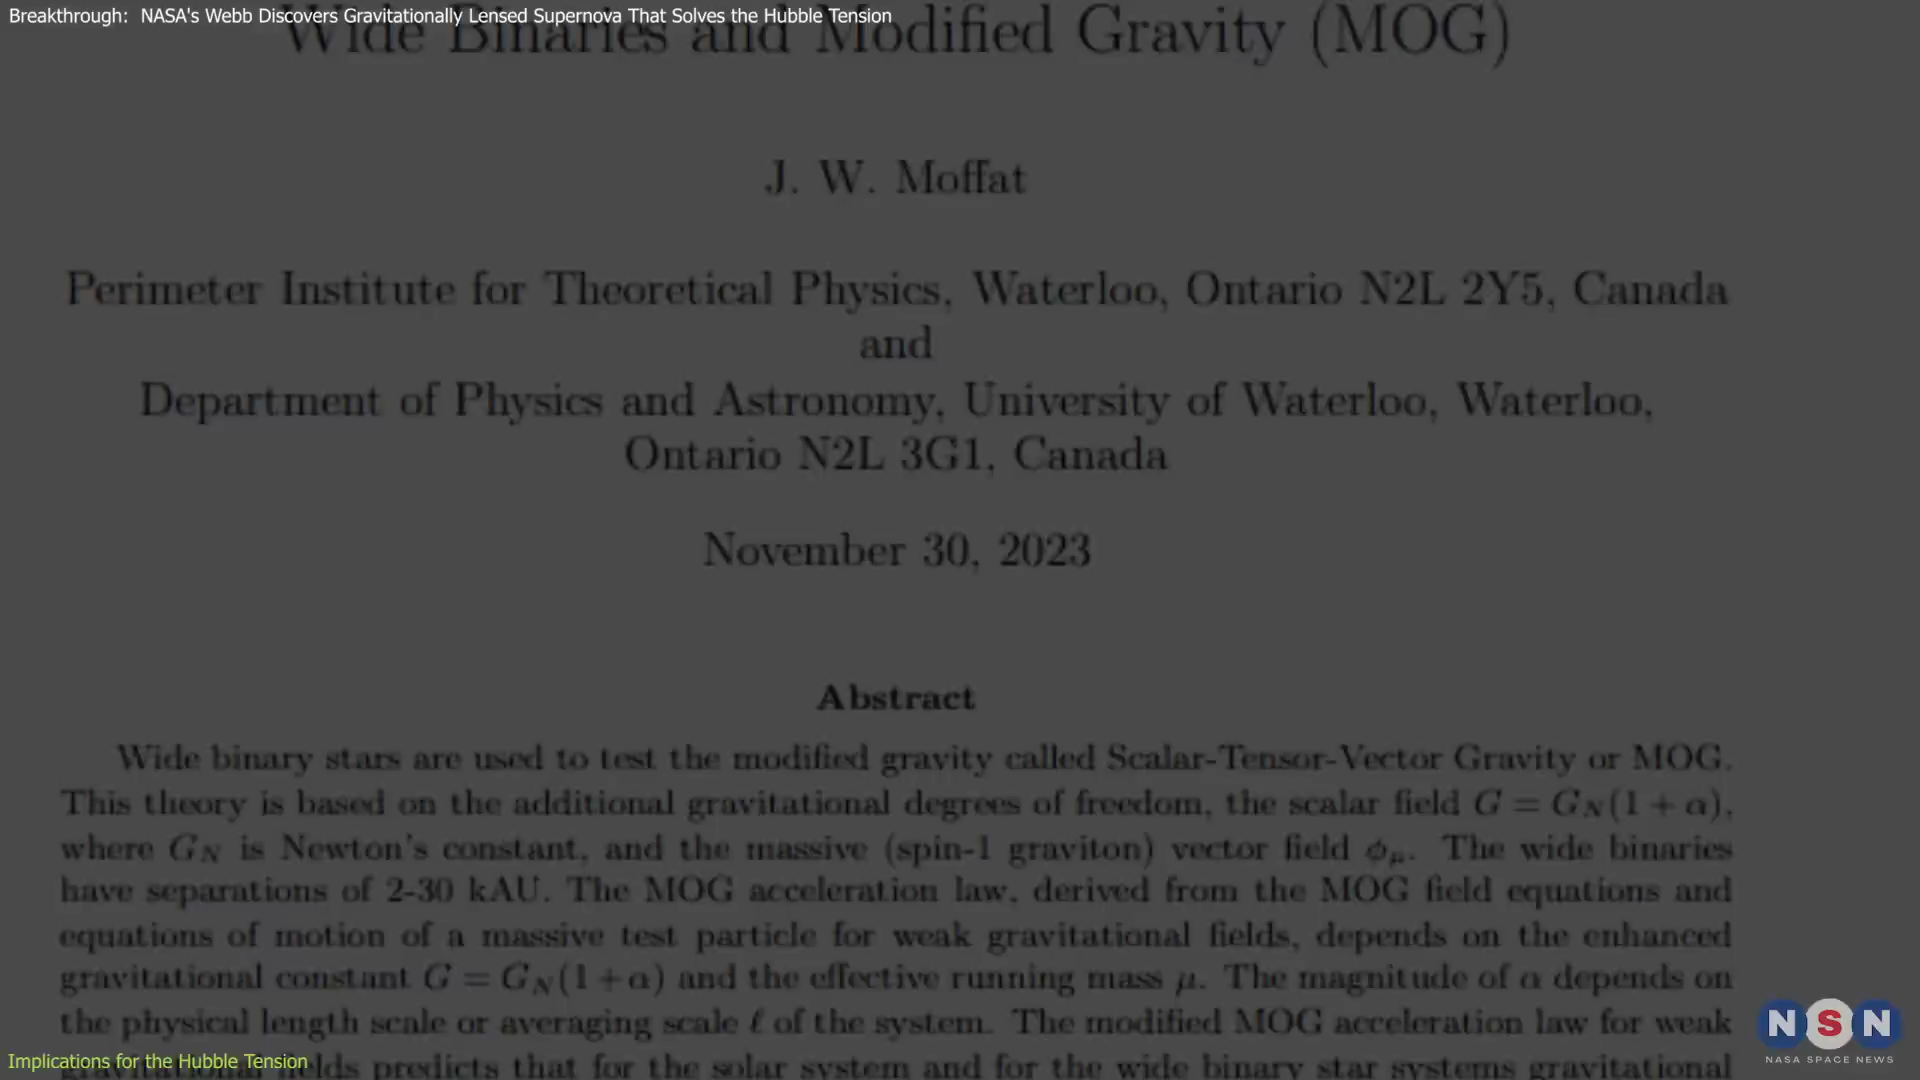 Breakthrough: NASA's Webb Discovers Gravitationally Lensed Supernova That Solves the Hubble Tension
Wide Binaries and Modified Gravity (MOG)
J. W. Moffat
Perimeter Institute for Theoretical Physics, Waterloo, Ontario N2L 2Y5, Canada
and
Department of Physics and Astronomy, University of Waterloo, Waterloo,
Ontario N2L 3G1, Canada
November 30, 2023
Abstract
Wide binary stars are used to test the modified gravity called Scalar-Tensor-Vector Gravity or MOG.
This theory is based on the additional gravitational degrees of freedom, the scalar field G = G_N(1 + α),
where G_N is Newton's constant, and the massive (spin-1 graviton) vector field ϕ_μ. The wide binaries
have separations of 2-30 kAU. The MOG acceleration law, derived from the MOG field equations and
equations of motion of a massive test particle for weak gravitational fields, depends on the enhanced
gravitational constant G = G_N(1+α) and the effective running mass μ. The magnitude of α depends on
the physical length scale or averaging scale ℓ of the system. The modified MOG acceleration law for weak
predicts that for the solar system and for the wide binary star systems gravitational
Implications for the Hubble Tension
NSN
NASA SPACE NEWS